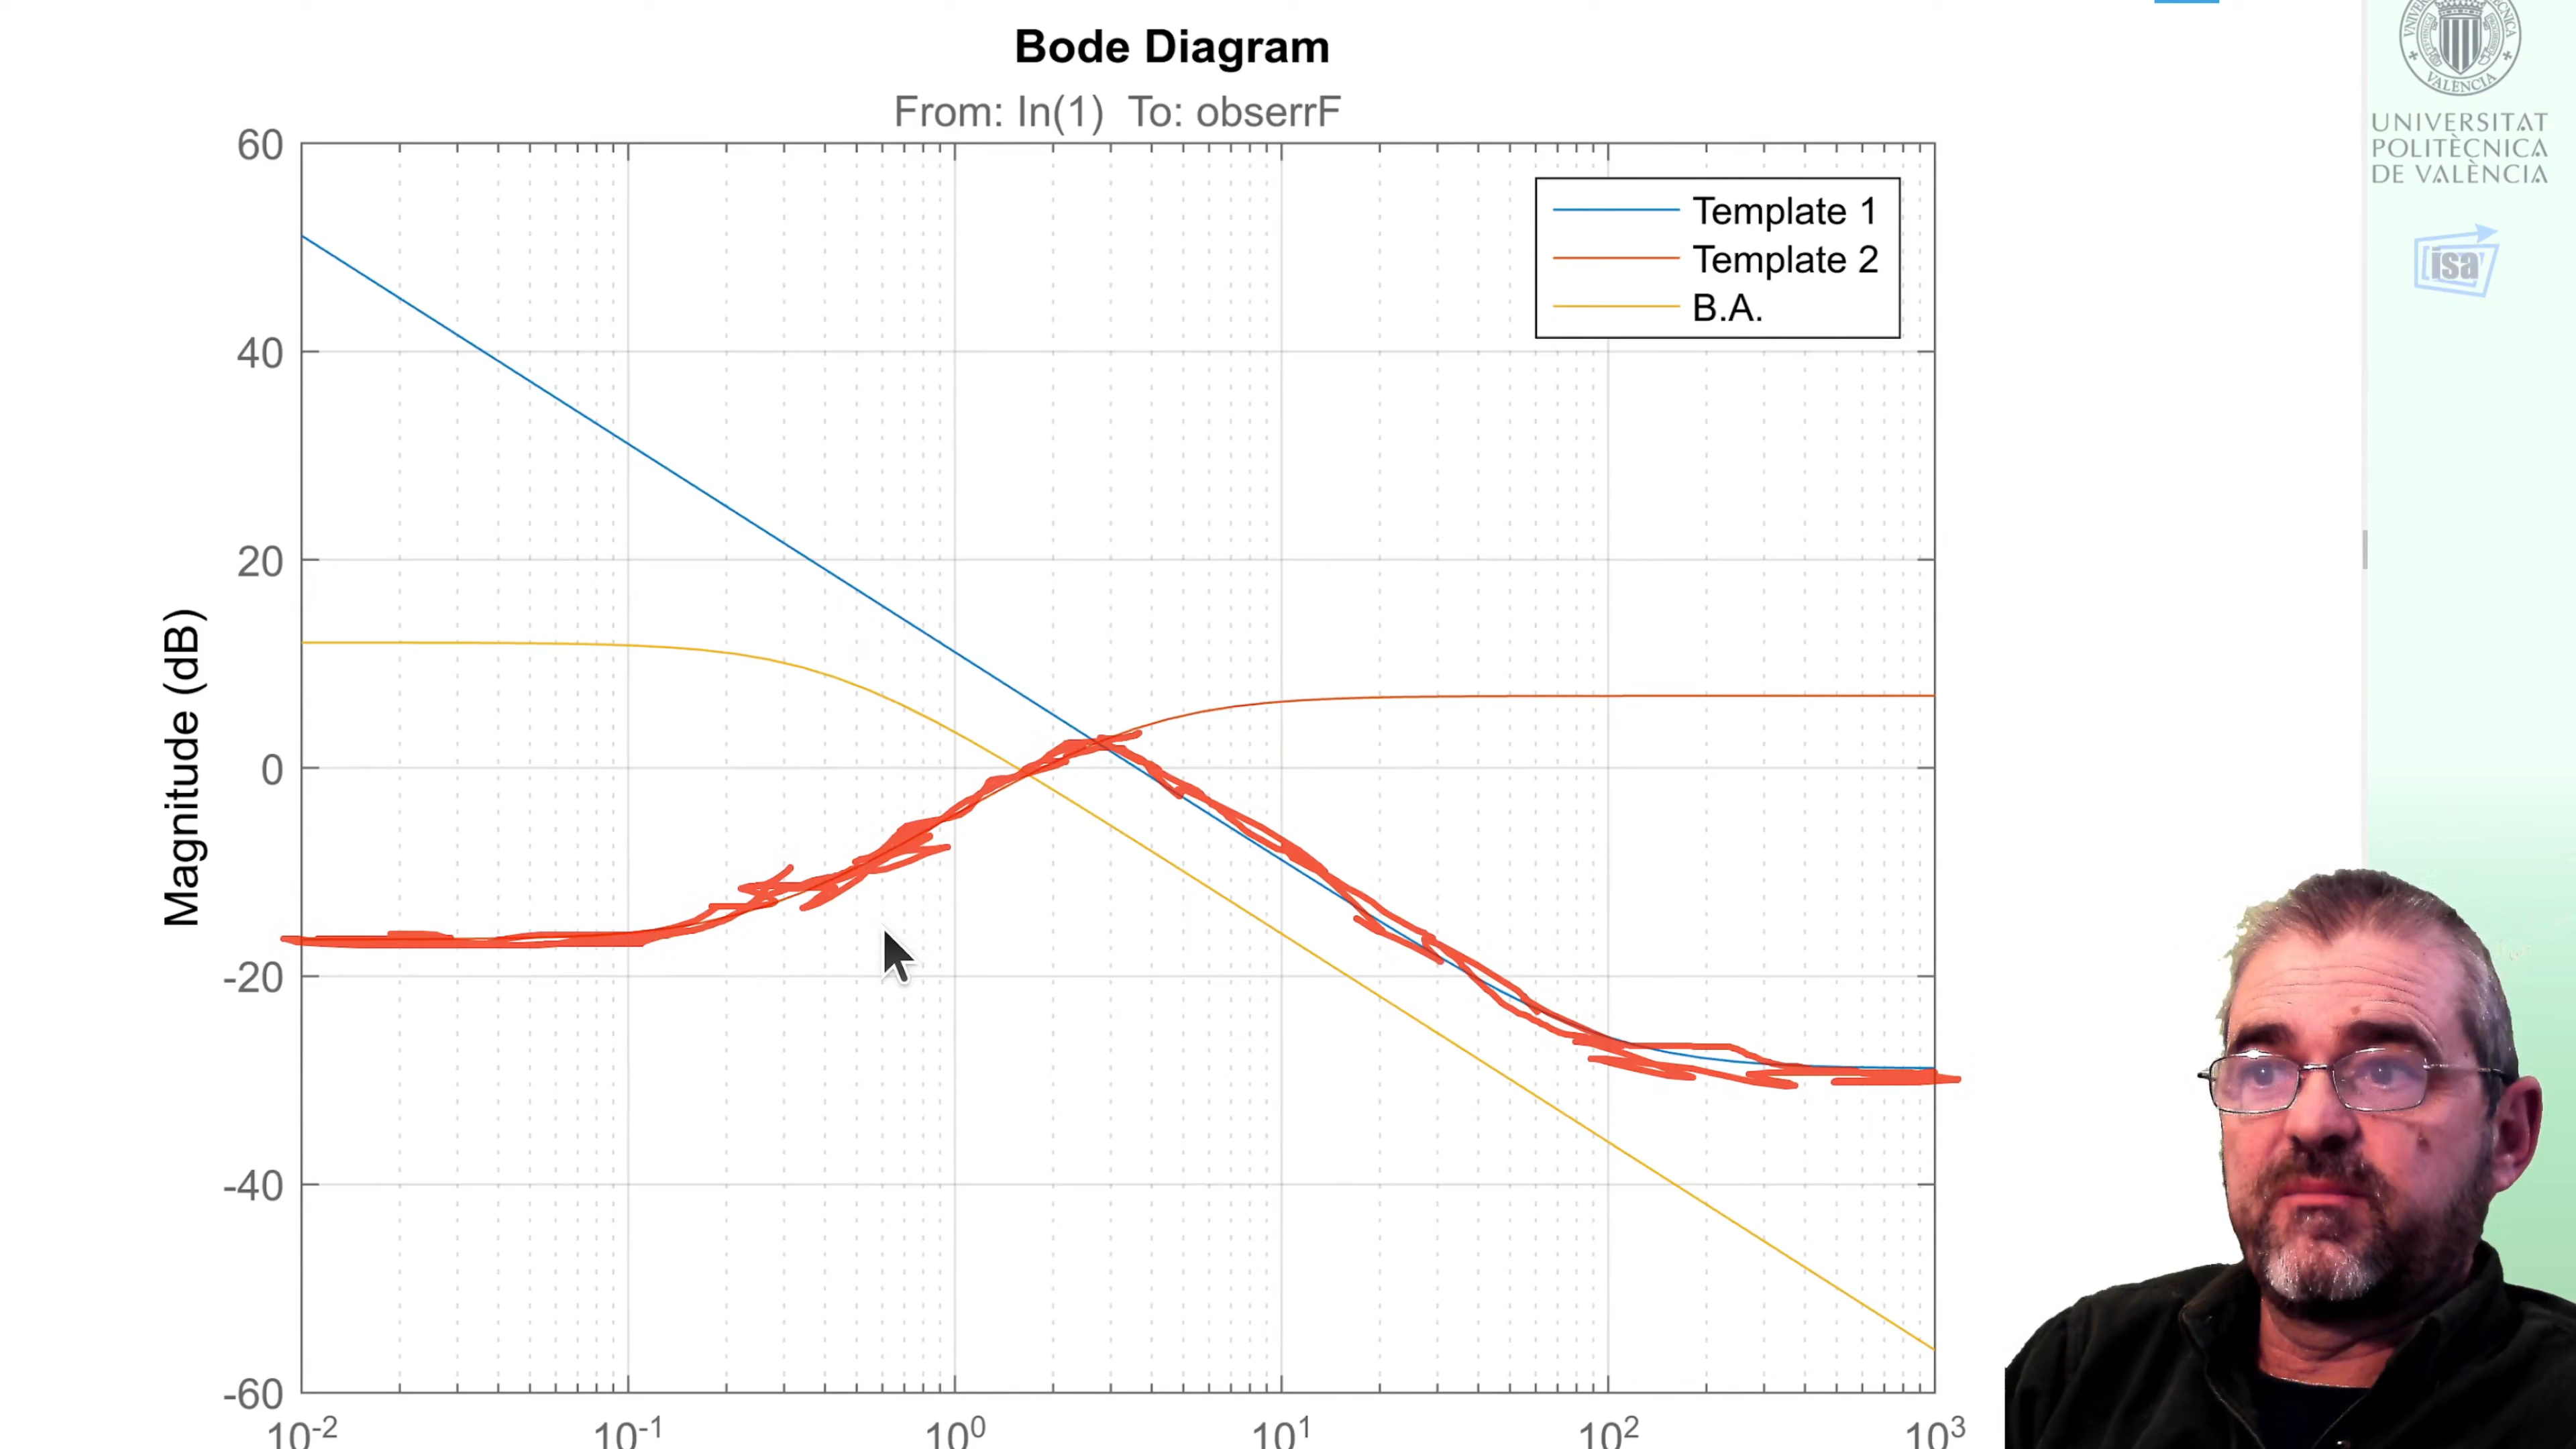 Bode Diagram
From: In(1) To: obserrF
60
40
20
0
-20
-40
-60
Magnitude (dB)
10-2
10-1
100
101
102
103
Template 1
Template 2
B.A.
UNIVERSITAT
POLITÈCNICA
DE VALÈNCIA
isa